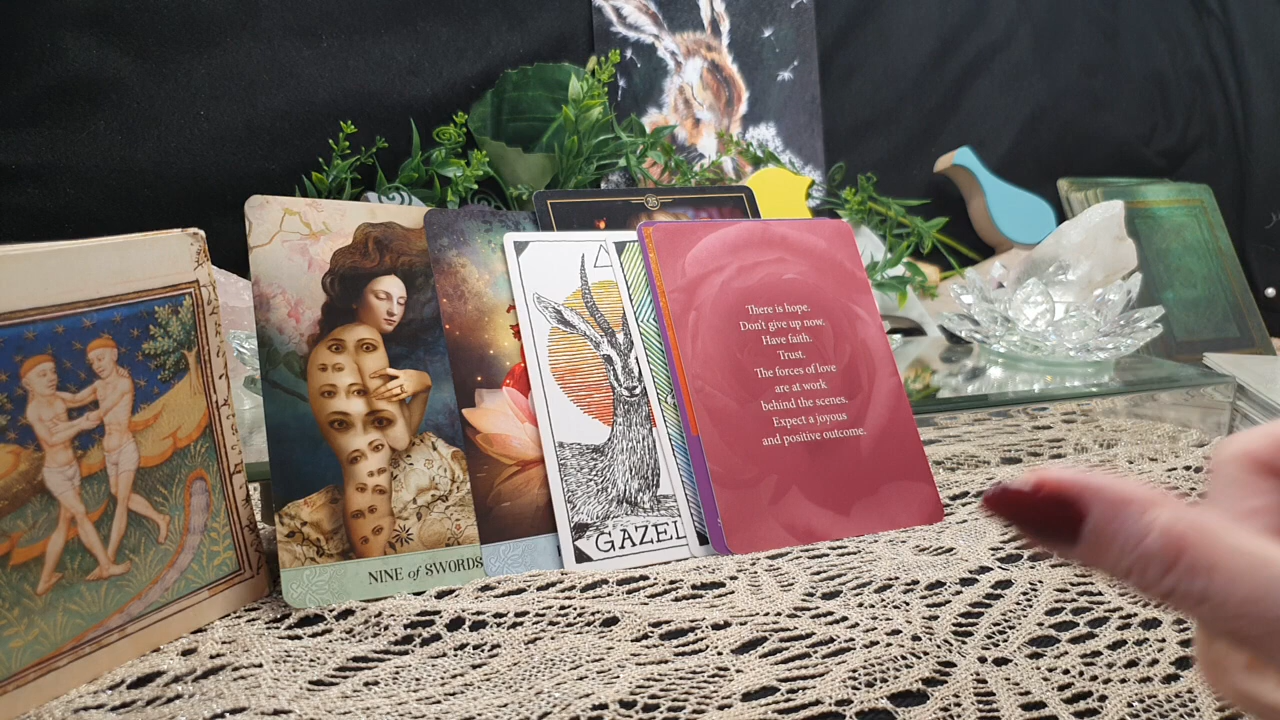 25
NINE of SWORDS
GAZEL
There is hope.
Don't give up now.
Have faith.
Trust.
The forces of love
are at work
behind the scenes.
Expect a joyous
and positive outcome.